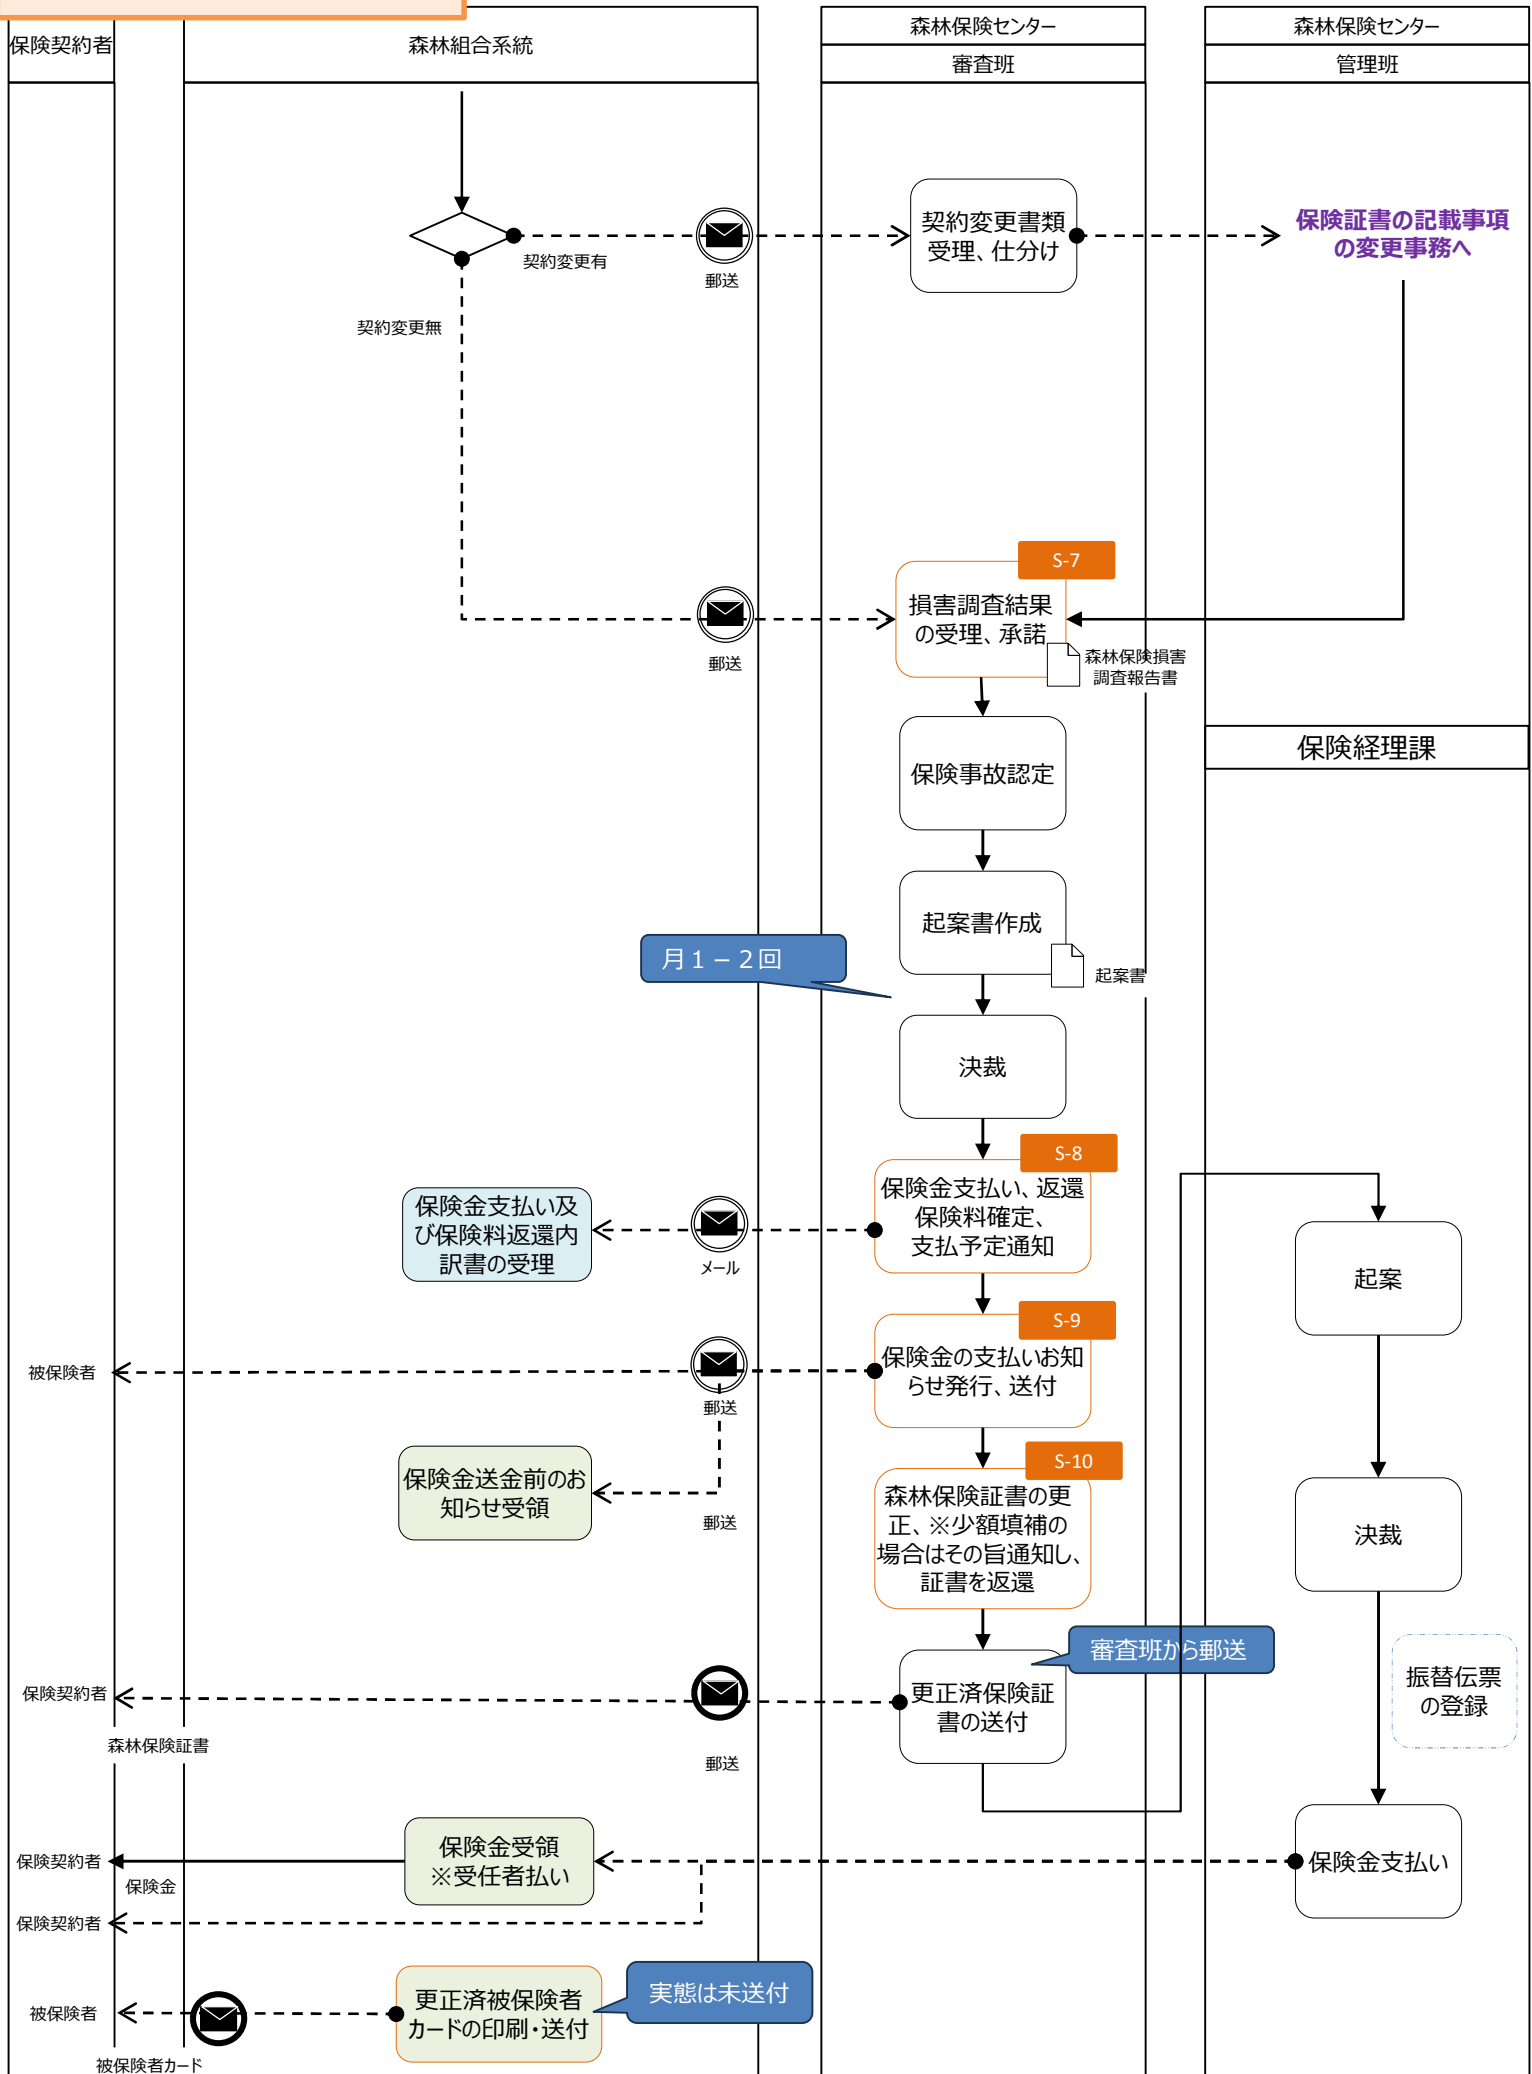 保険契約者
森林組合系統
森林保険センター
審査班
森林保険センター
管理班
契約変更有
郵送
契約変更書類
受理、仕分け
保険証書の記載事項
の変更事務へ
契約変更無
郵送
S-7
損害調査結果
の受理、承諾
森林保険損害
調査報告書
保険経理課
保険事故認定
起案書作成
起案書
月１－２回
決裁
S-8
保険金支払い、返還
保険料確定、
支払予定通知
メール
保険金支払い及
び保険料返還内
訳書の受理
起案
S-9
保険金の支払いお知
らせ発行、送付
被保険者
郵送
保険金送金前のお
知らせ受領
郵送
S-10
森林保険証書の更
正、※少額填補の
場合はその旨通知し、
証書を返還
決裁
審査班から郵送
更正済保険証
書の送付
保険契約者
森林保険証書
郵送
振替伝票
の登録
保険金受領
※受任者払い
保険契約者
保険金
保険契約者
保険金支払い
更正済被保険者
カードの印刷・送付
実態は未送付
被保険者
被保険者カード